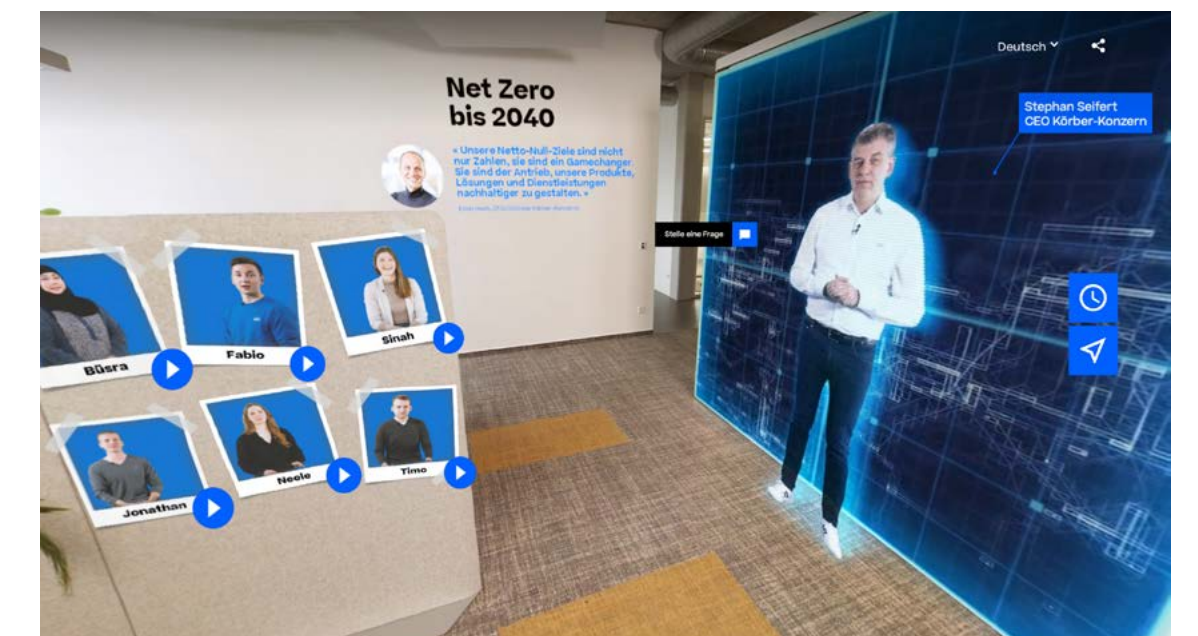 Deutsch
Stephan Seifert
CEO Körber-Konzern
Net Zero
bis 2040
« Unsere Netto-Null-Ziele sind nicht
nur Zahlen, sie sind ein Gamechanger.
Sie sind der Antrieb, unsere Produkte,
Lösungen und Dienstleistungen
nachhaltiger zu gestalten. »
Stelle eine Frage
Büsra
Fabio
Sinah
Jonathan
Neele
Timo